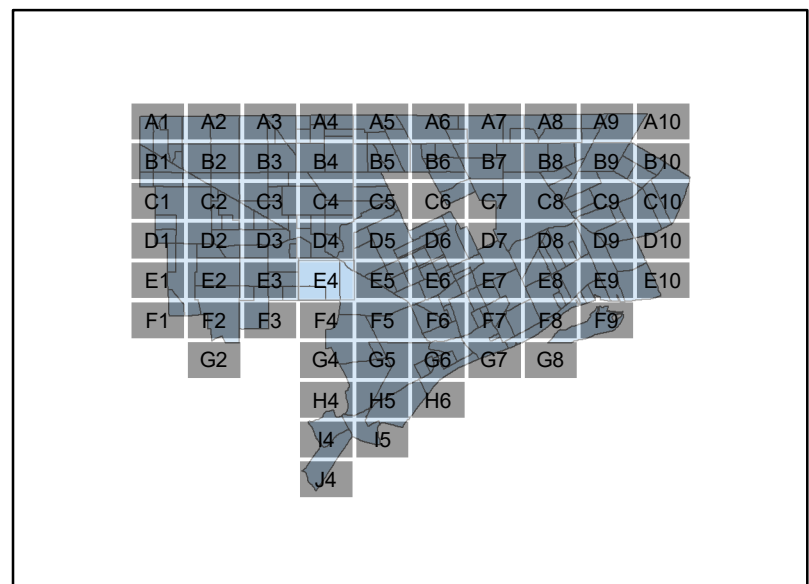 A1 A2 A3 A4 A5 A6 A7 A8 A9 A10
B1 B2 B3 B4 B5 B6 B7 B8 B9 B10
C1 C2 C3 C4 C5 C6 C7 C8 C9 C10
D1 D2 D3 D4 D5 D6 D7 D8 D9 D10
E1 E2 E3 E4 E5 E6 E7 E8 E9 E10
F1 F2 F3 F4 F5 F6 F7 F8 F9
G2 G4 G5 G6 G7 G8
H4 H5 H6
I4 I5
J4